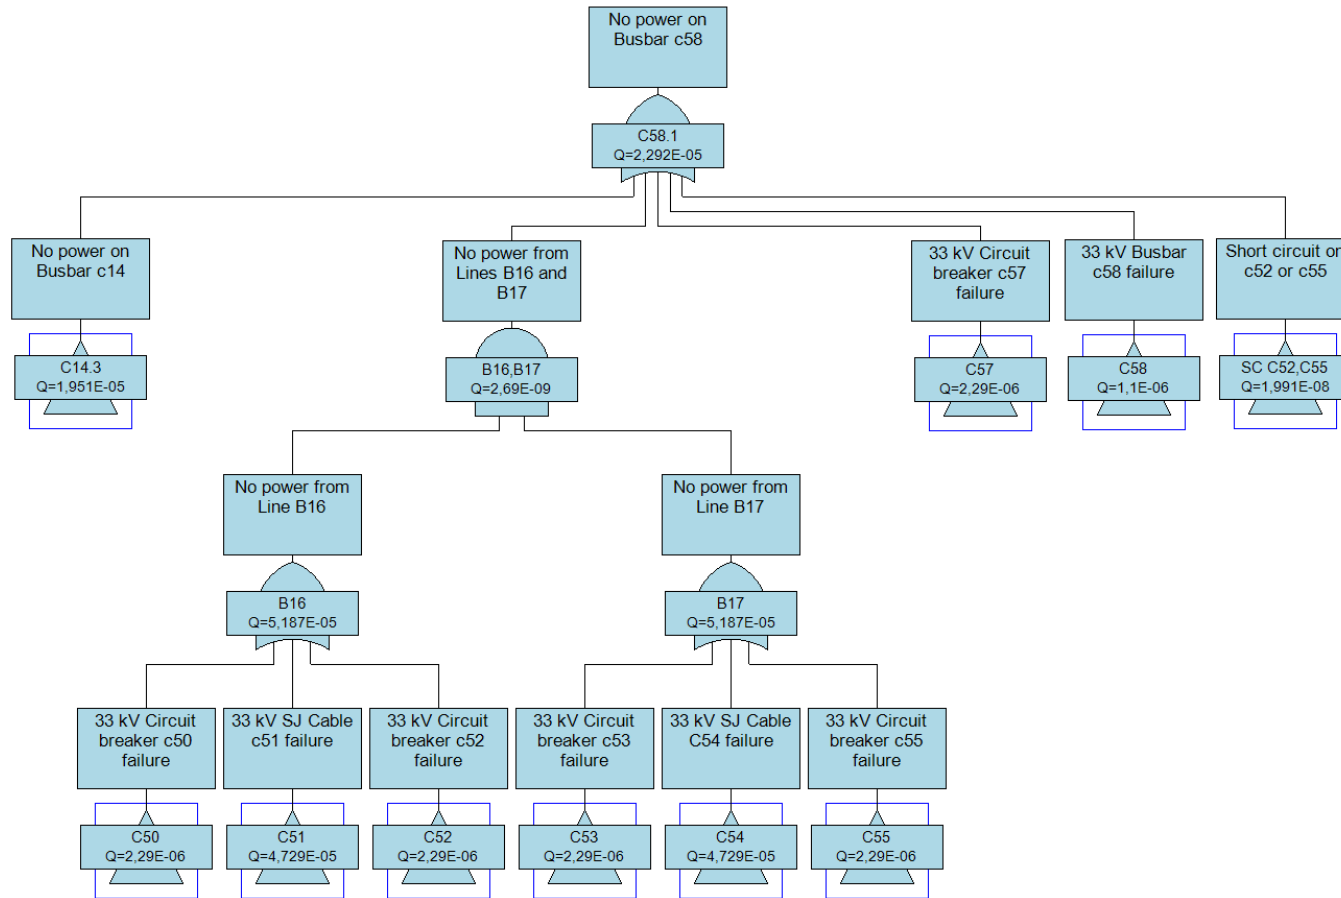 No power on
Busbar c58
C58.1
Q=2,292E-05
No power on
Busbar c14
C14.3
Q=1,951E-05
No power from
Lines B16 and
B17
B16,B17
Q=2,69E-09
33 kV Circuit
breaker c57
failure
C57
Q=2,29E-06
33 kV Busbar
c58 failure
C58
Q=1,1E-06
Short circuit on
c52 or c55
SC C52,C55
Q=1,991E-08
No power from
Line B16
B16
Q=5,187E-05
No power from
Line B17
B17
Q=5,187E-05
33 kV Circuit
breaker c50
failure
C50
Q=2,29E-06
33 kV SJ Cable
c51 failure
C51
Q=4,729E-05
33 kV Circuit
breaker c52
failure
C52
Q=2,29E-06
33 kV Circuit
breaker c53
failure
C53
Q=2,29E-06
33 kV SJ Cable
C54 failure
C54
Q=4,729E-05
33 kV Circuit
breaker c55
failure
C55
Q=2,29E-06